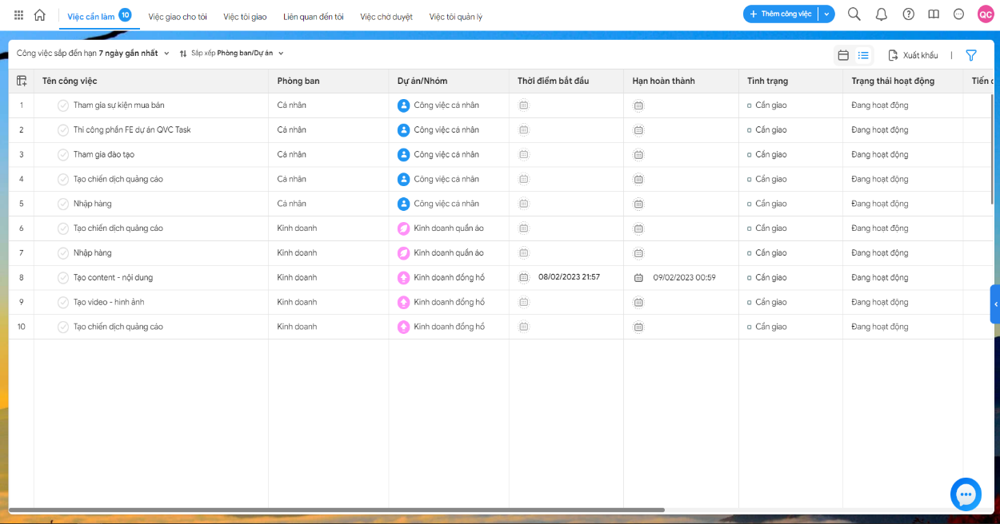 Việc cần làm 10 Việc giao cho tôi Việc tôi giao Liên quan đến tôi Việc chờ duyệt Việc tôi quản lý + Thêm công việc QC
Công việc sắp đến hạn 7 ngày gần nhất Sắp xếp Phòng ban/Dự án Xuất khẩu
Tên công việc Phòng ban Dự án/Nhóm Thời điểm bắt đầu Hạn hoàn thành Tình trạng Trạng thái hoạt động Tiến
1 Tham gia sự kiện mua bán Cá nhân Công việc cá nhân Cần giao Đang hoạt động
2 Thi công phần FE dự án QVC Task Cá nhân Công việc cá nhân Cần giao Đang hoạt động
3 Tham gia đào tạo Cá nhân Công việc cá nhân Cần giao Đang hoạt động
4 Tạo chiến dịch quảng cáo Cá nhân Công việc cá nhân Cần giao Đang hoạt động
5 Nhập hàng Cá nhân Công việc cá nhân Cần giao Đang hoạt động
6 Tạo chiến dịch quảng cáo Kinh doanh Kinh doanh quần áo Cần giao Đang hoạt động
7 Nhập hàng Kinh doanh Kinh doanh quần áo Cần giao Đang hoạt động
8 Tạo content - nội dung Kinh doanh Kinh doanh đồng hồ 08/02/2023 21:57 09/02/2023 00:59 Cần giao Đang hoạt động
9 Tạo video - hình ảnh Kinh doanh Kinh doanh đồng hồ Cần giao Đang hoạt động
10 Tạo chiến dịch quảng cáo Kinh doanh Kinh doanh đồng hồ Cần giao Đang hoạt động